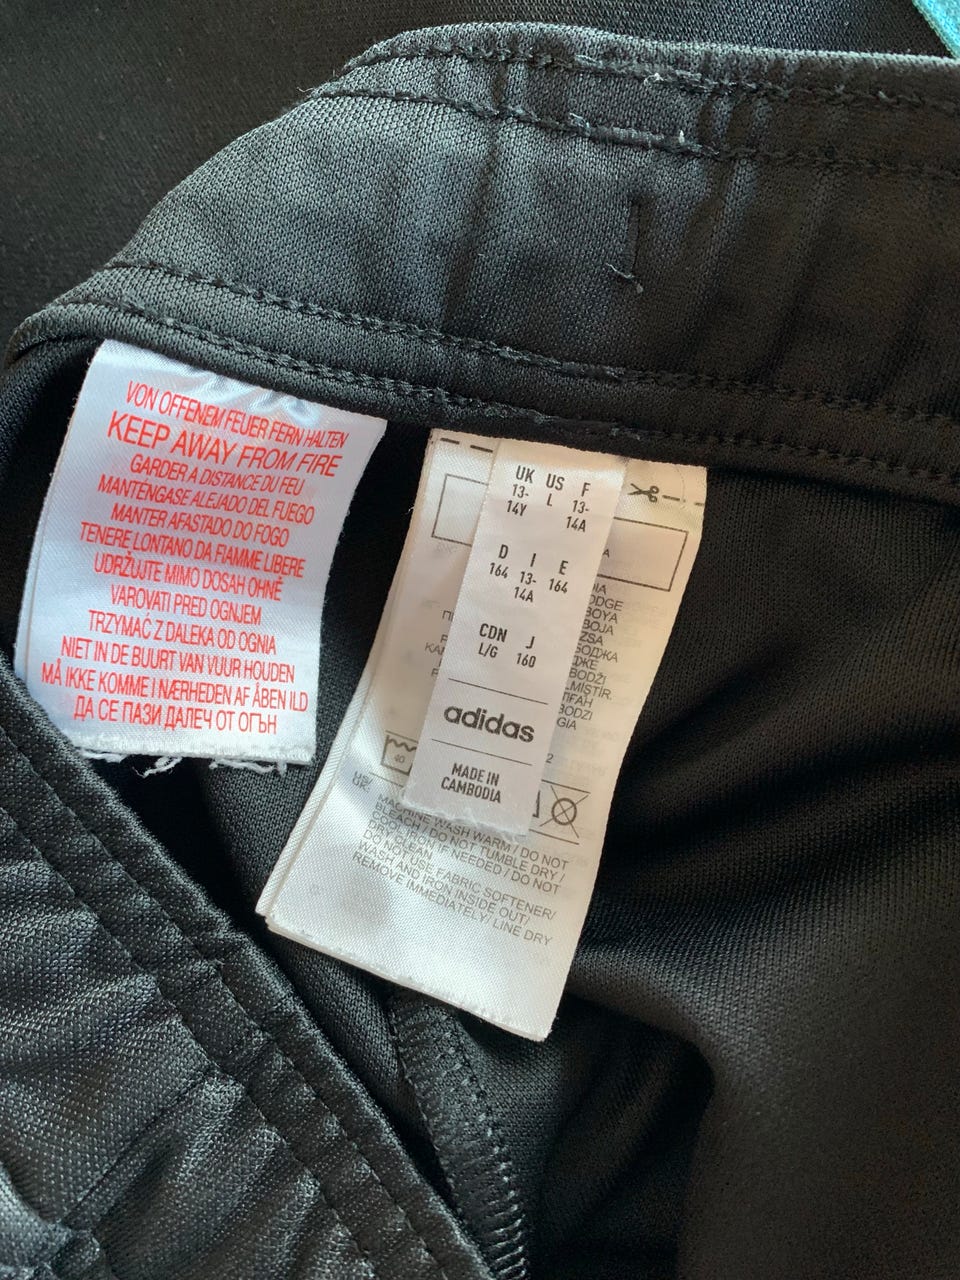 VON OFFENEM FEUER FERN HALTEN
KEEP AWAY FROM FIRE
GARDER A DISTANCE DU FEU
MANTÉNGASE ALEJADO DEL FUEGO
MANTER AFASTADO DO FOGO
TENERE LONTANO DA FIAMME LIBERE
UDRŽUJTE MIMO DOSAH OHNĚ
VAROVATI PRED OGNJEM
TRZYMAĆ Z DALEKA OD OGNIA
NIET IN DE BUURT VAN VUUR HOUDEN
MÅ IKKE KOMME I NÆRHEDEN AF ÅBEN ILD
ДА СЕ ПАЗИ ДАЛЕЧ ОТ ОГЪН
UK US F
13- L 13-
14Y 14A
D I E
164 13- 164
14A
CDN J
L/G 160
adidas
MADE IN
CAMBODIA
40
MACHINE WASH WARM / DO NOT
BLEACH / DO NOT TUMBLE DRY /
COOL IRON IF NEEDED / DO NOT
DRY CLEAN
DO NOT USE FABRIC SOFTENER/
WASH AND IRON INSIDE OUT/
REMOVE IMMEDIATELY/ LINE DRY